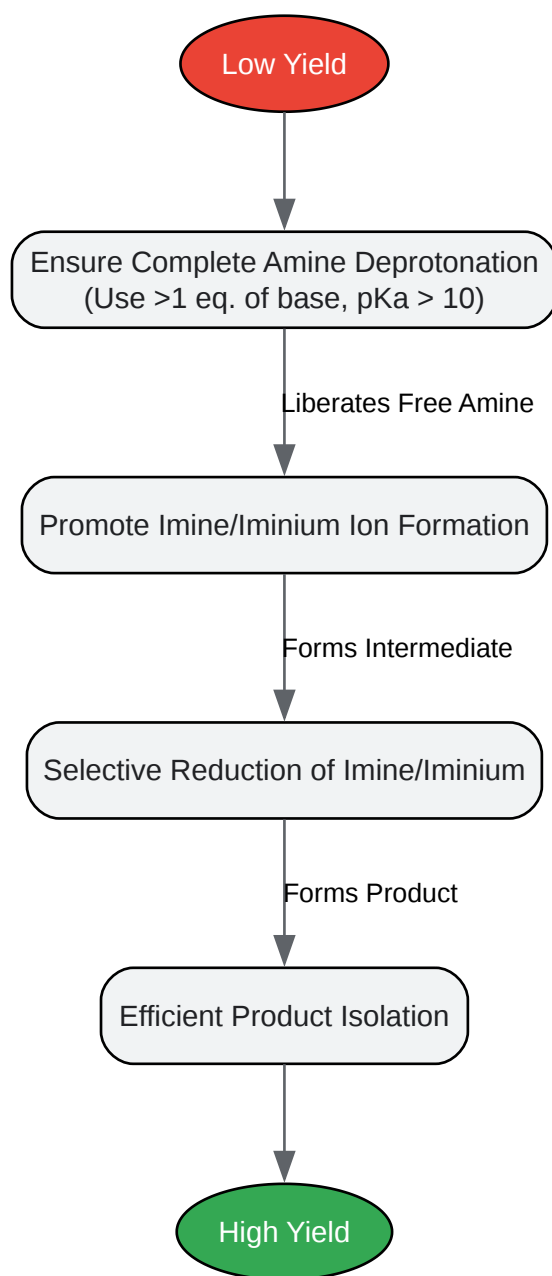 Low Yield
Ensure Complete Amine Deprotonation
(Use >1 eq. of base, pKa > 10)
Liberates Free Amine
Promote Imine/Iminium Ion Formation
Forms Intermediate
Selective Reduction of Imine/Iminium
Forms Product
Efficient Product Isolation
High Yield